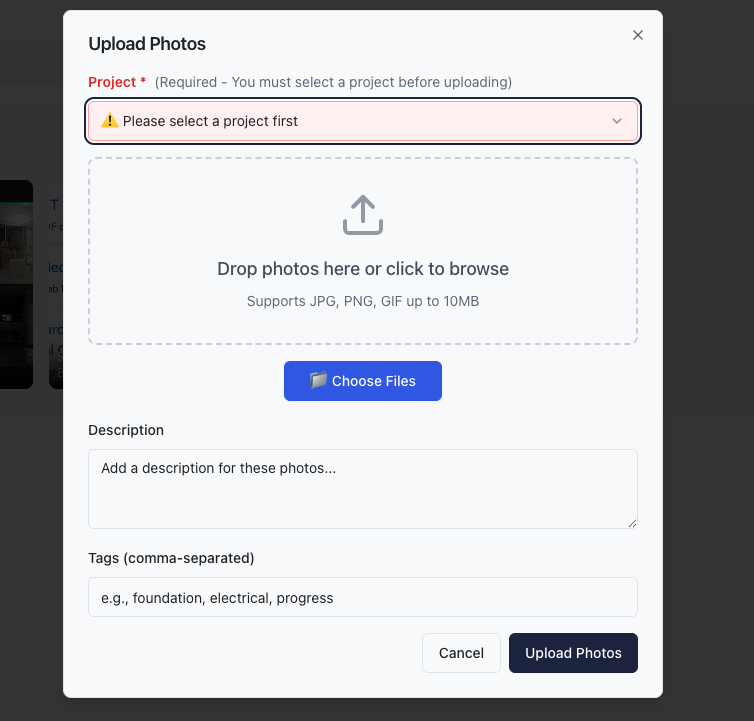 Upload Photos
Project * (Required - You must select a project before uploading)
⚠️ Please select a project first
Drop photos here or click to browse
Supports JPG, PNG, GIF up to 10MB
📁 Choose Files
Description
Add a description for these photos...
Tags (comma-separated)
e.g., foundation, electrical, progress
Cancel
Upload Photos